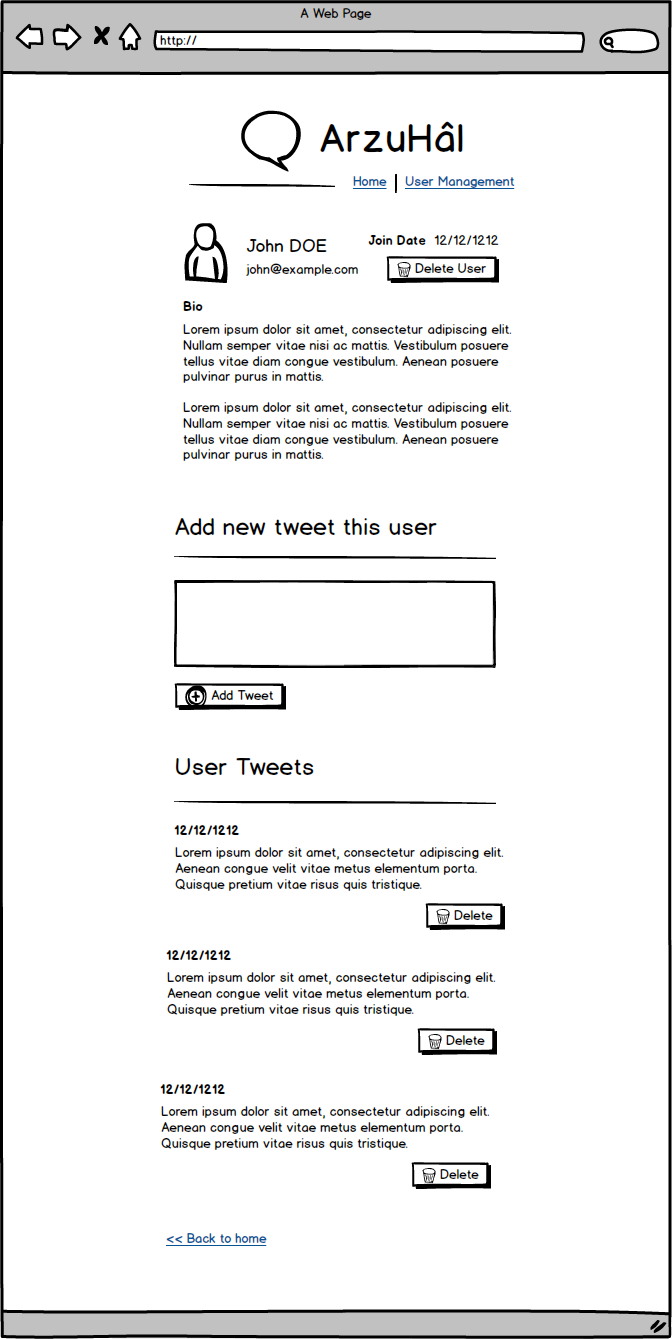 A Web Page
http://
ArzuHâl
Home | User Management
John DOE
Join Date 12/12/1212
john@example.com
Delete User
Bio
Lorem ipsum dolor sit amet, consectetur adipiscing elit.
Nullam semper vitae nisi ac mattis. Vestibulum posuere
tellus vitae diam congue vestibulum. Aenean posuere
pulvinar purus in mattis.
Lorem ipsum dolor sit amet, consectetur adipiscing elit.
Nullam semper vitae nisi ac mattis. Vestibulum posuere
tellus vitae diam congue vestibulum. Aenean posuere
pulvinar purus in mattis.
Add new tweet this user
Add Tweet
User Tweets
12/12/1212
Lorem ipsum dolor sit amet, consectetur adipiscing elit.
Aenean congue velit vitae metus elementum porta.
Quisque pretium vitae risus quis tristique.
Delete
12/12/1212
Lorem ipsum dolor sit amet, consectetur adipiscing elit.
Aenean congue velit vitae metus elementum porta.
Quisque pretium vitae risus quis tristique.
Delete
12/12/1212
Lorem ipsum dolor sit amet, consectetur adipiscing elit.
Aenean congue velit vitae metus elementum porta.
Quisque pretium vitae risus quis tristique.
Delete
<< Back to home